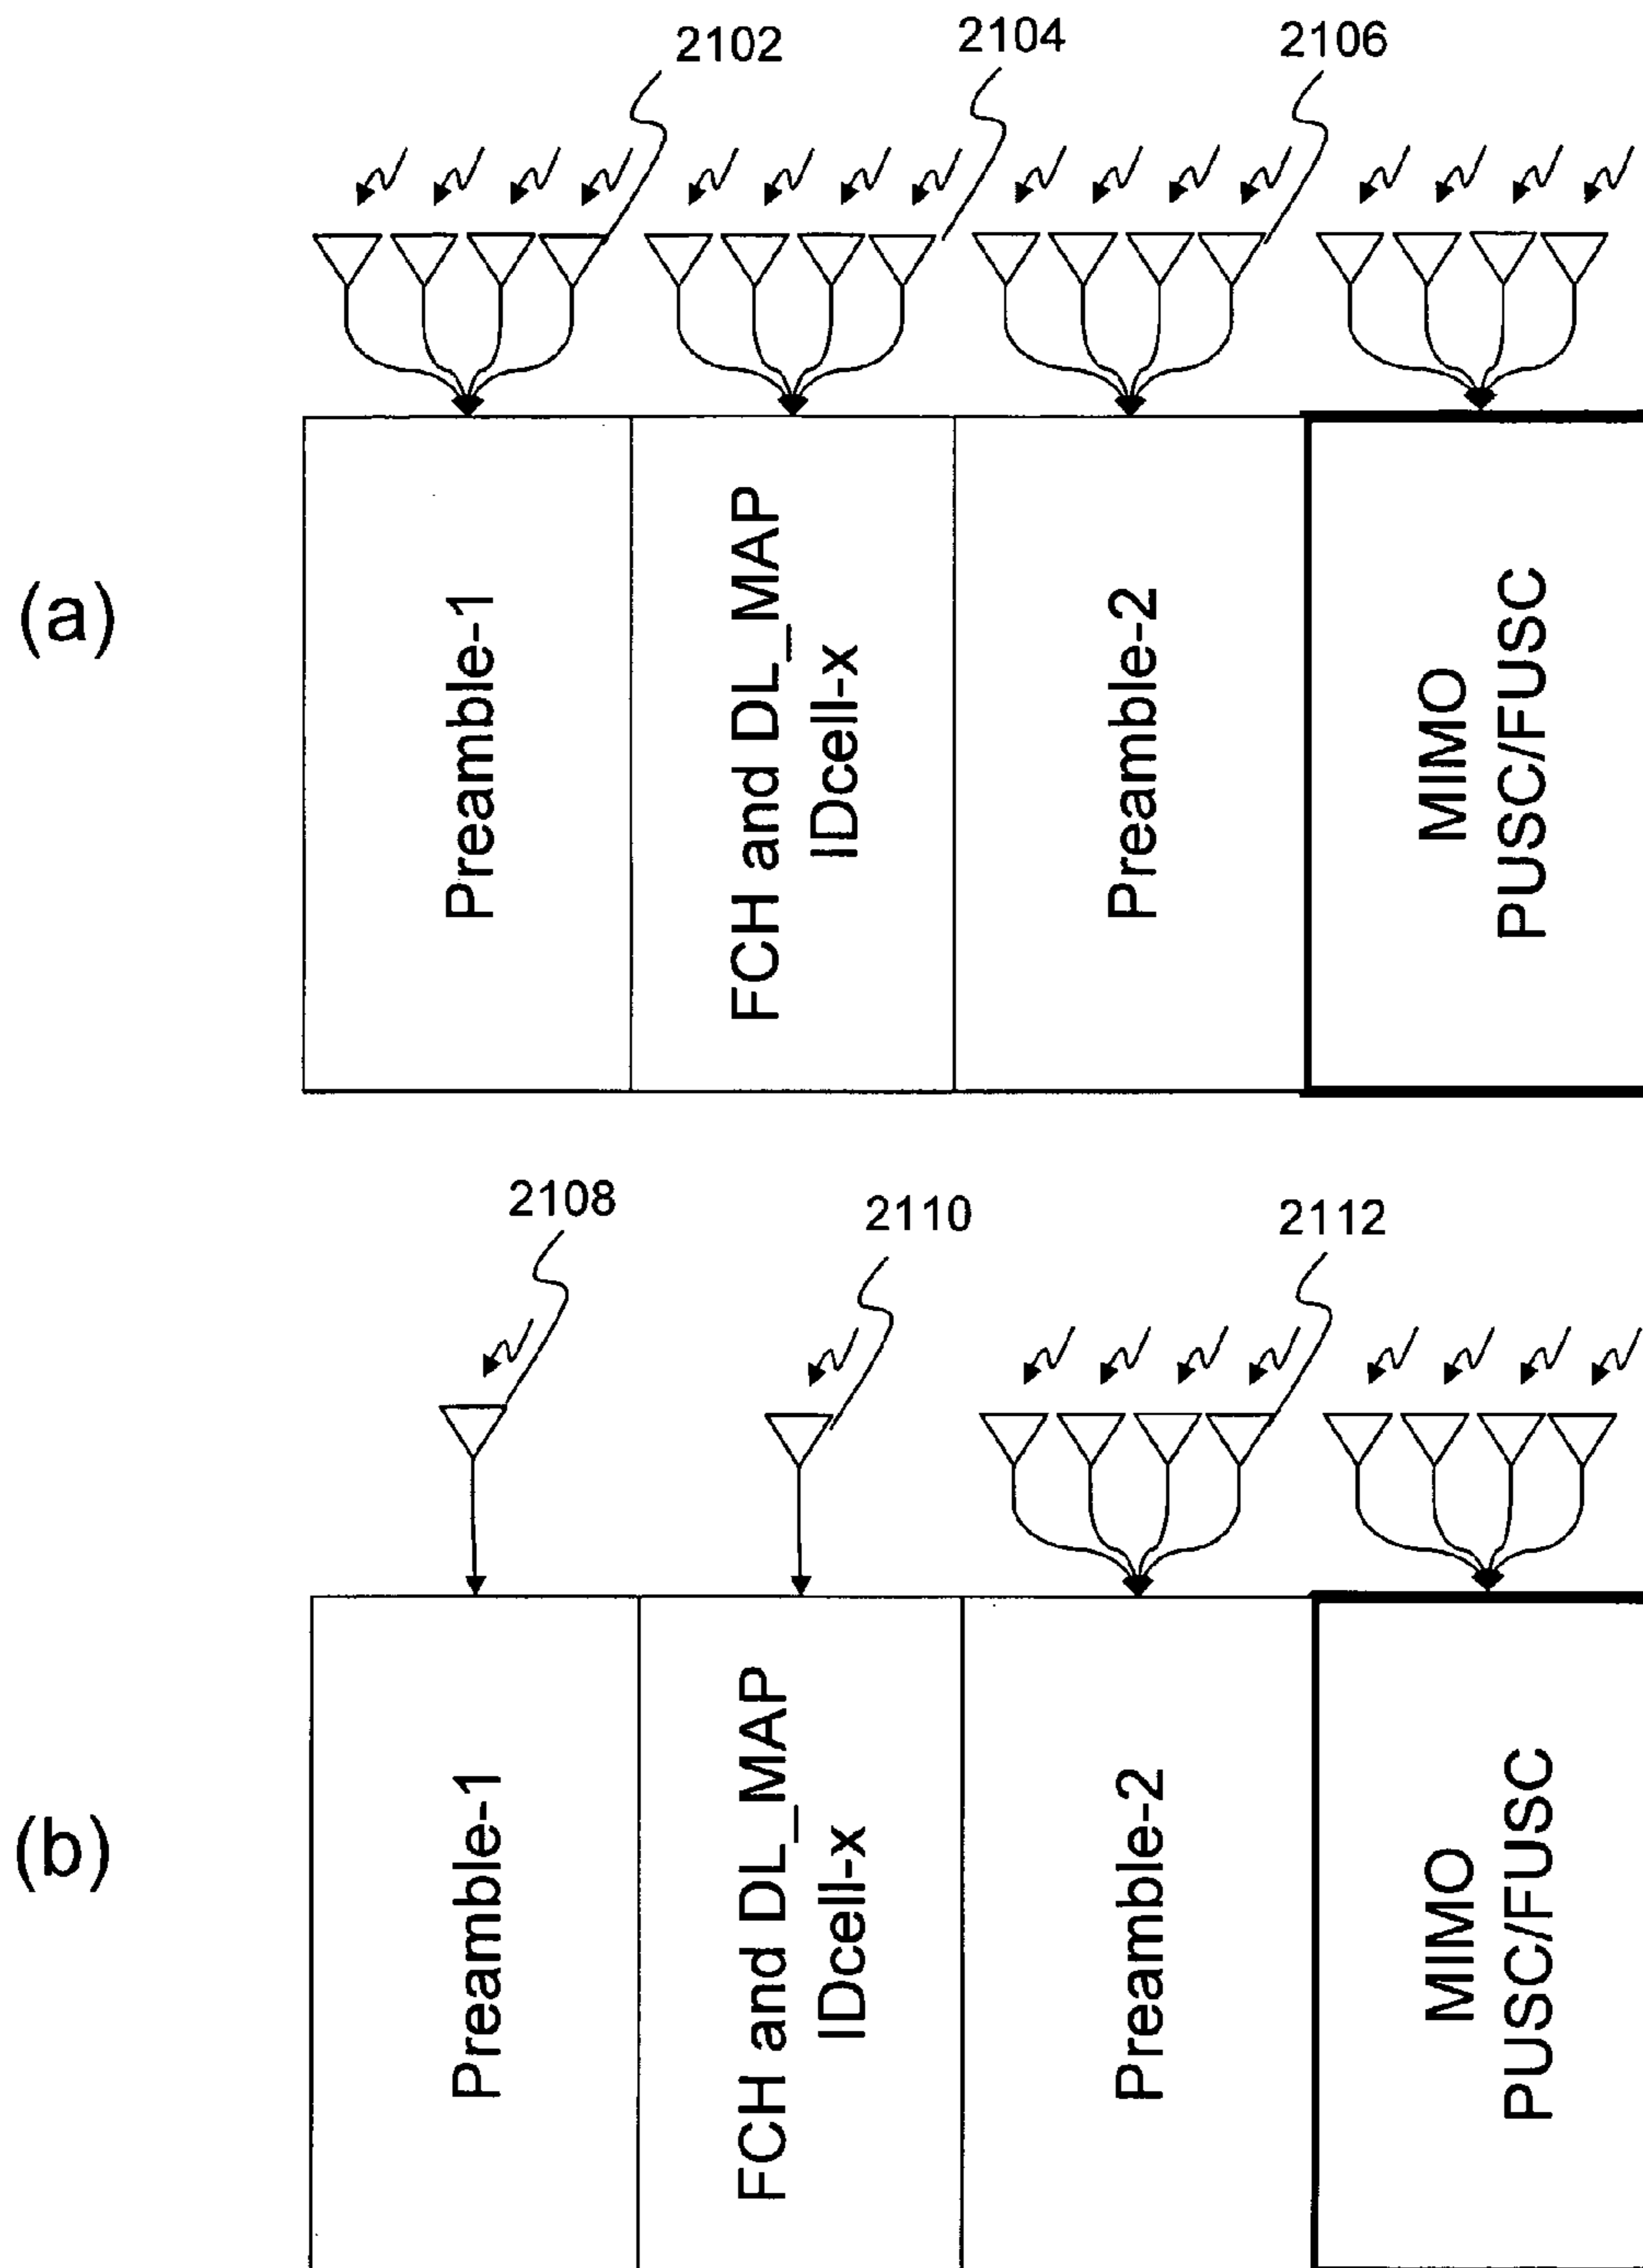 2102
2104
2106
(a)
Preamble-1
FCH and DL_MAP
IDcell-x
Preamble-2
MIMO
PUSC/FUSC
2108
2110
2112
(b)
Preamble-1
FCH and DL_MAP
IDcell-x
Preamble-2
MIMO
PUSC/FUSC